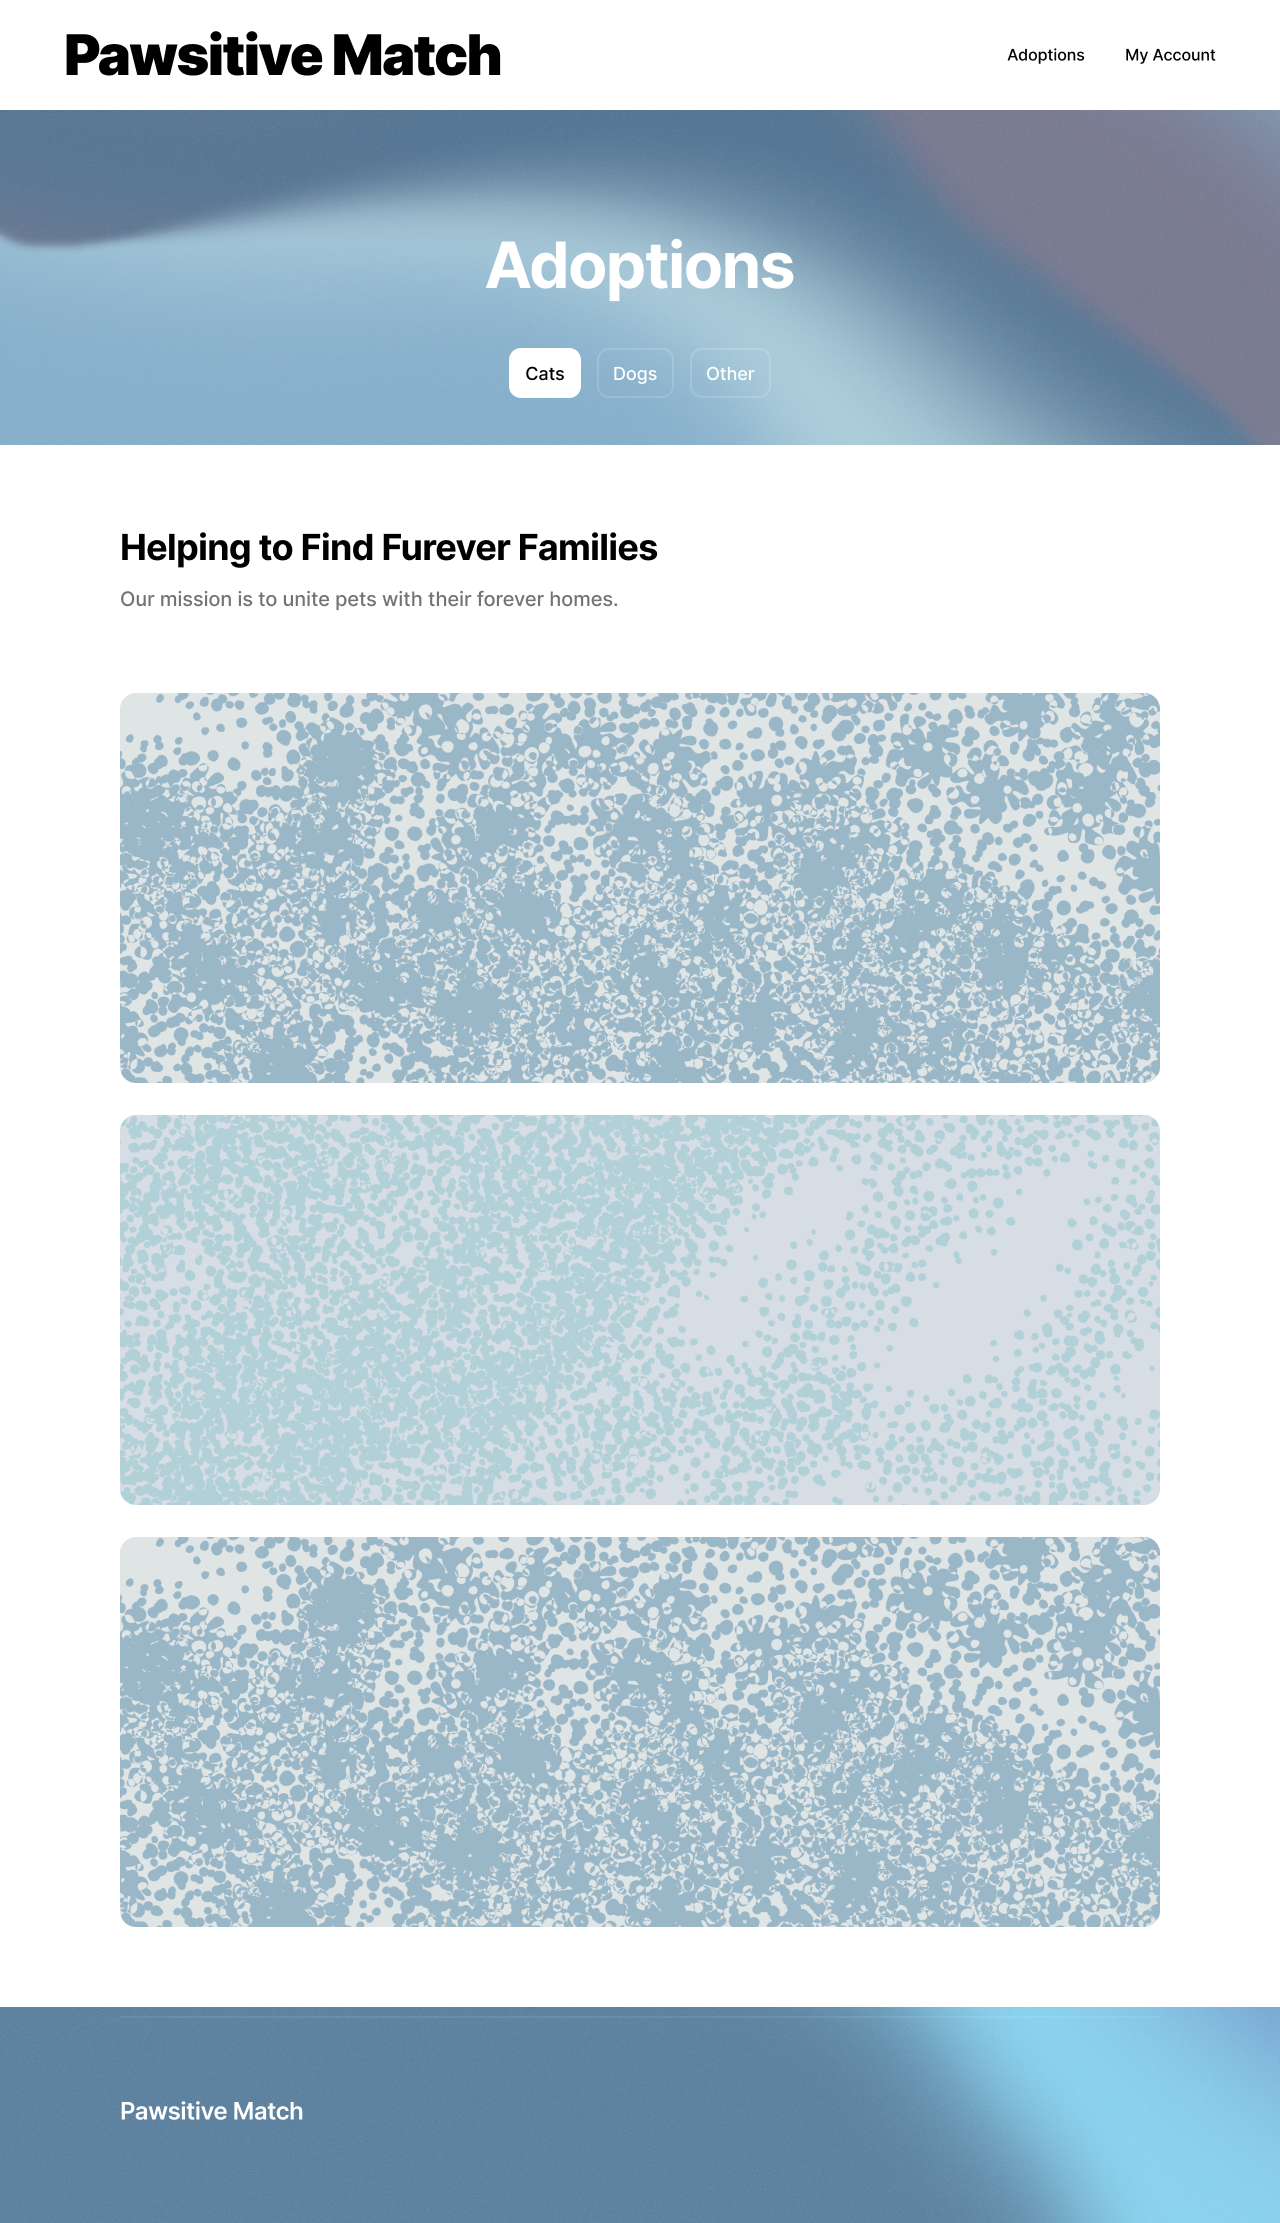 Pawsitive Match
Adoptions
My Account
Adoptions
Cats
Dogs
Other
Helping to Find Furever Families
Our mission is to unite pets with their forever homes.
Pawsitive Match